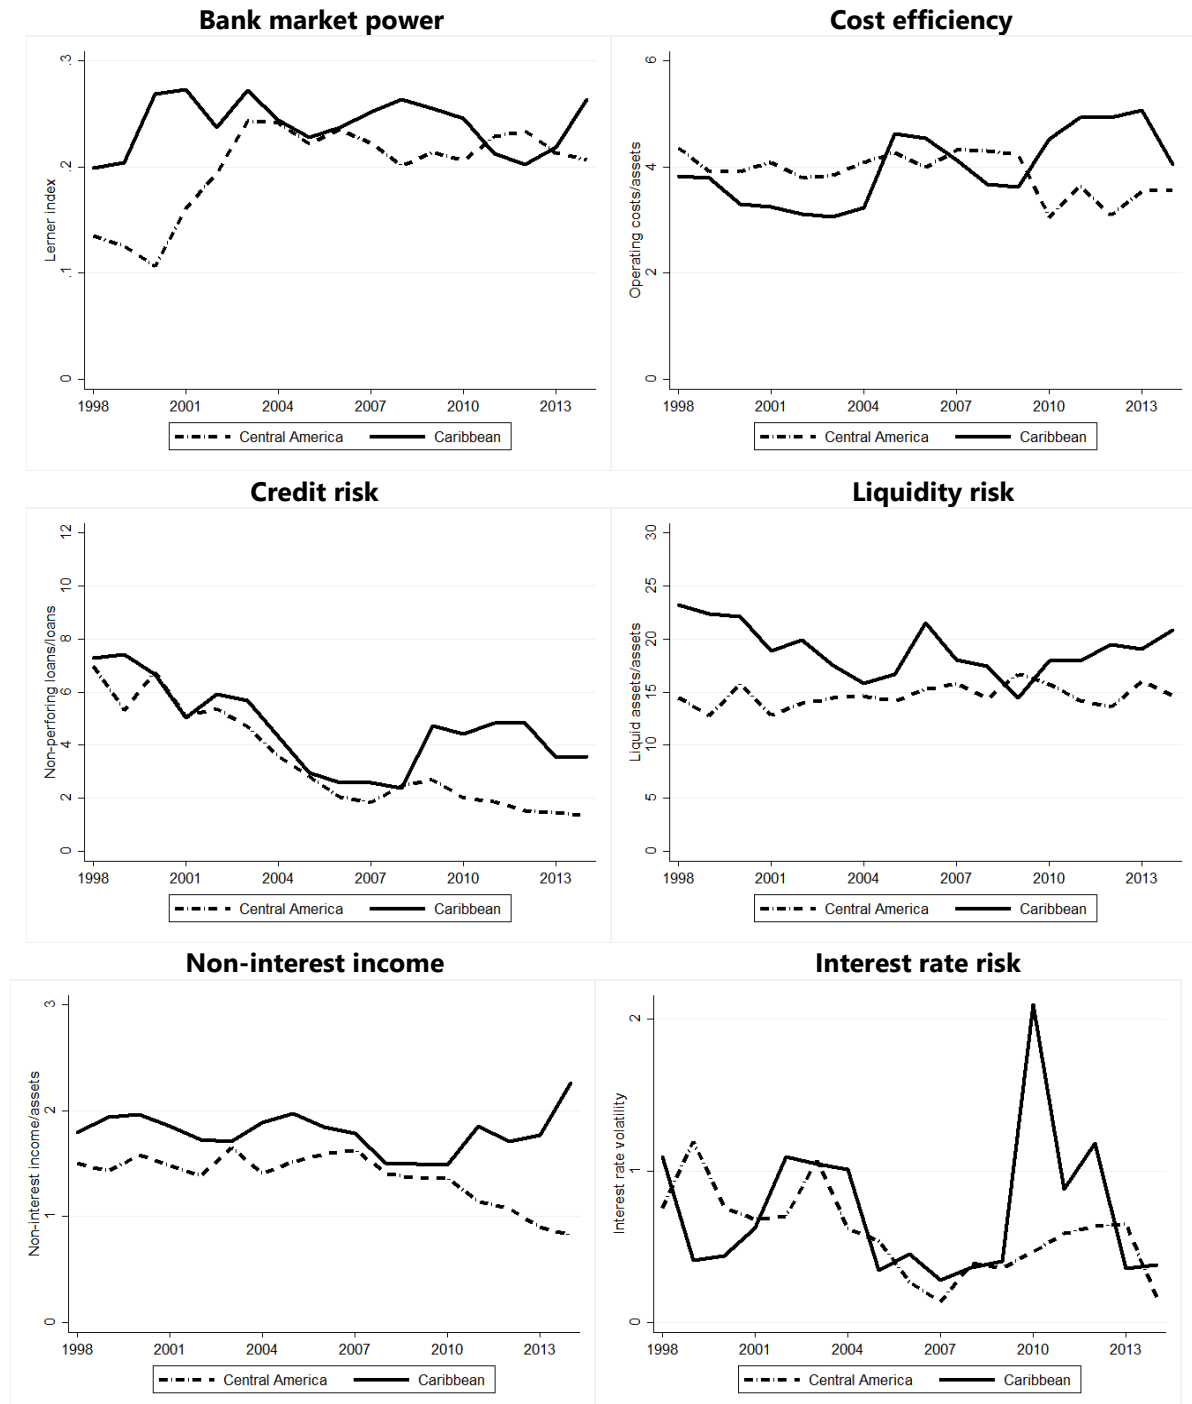 Bank market power
Cost efficiency
.3
.2
.1
0
Lerner index
1998 2001 2004 2007 2010 2013
Central America Caribbean
6
4
2
0
Operating costs/assets
1998 2001 2004 2007 2010 2013
Central America Caribbean
Credit risk
Liquidity risk
12
10
8
6
4
2
0
Non-perforing loans/loans
1998 2001 2004 2007 2010 2013
Central America Caribbean
30
25
20
15
10
5
0
Liquid assets/assets
1998 2001 2004 2007 2010 2013
Central America Caribbean
Non-interest income
Interest rate risk
3
2
1
0
Non-interest income/assets
1998 2001 2004 2007 2010 2013
Central America Caribbean
2
1
0
Interest rate volatility
1998 2001 2004 2007 2010 2013
Central America Caribbean